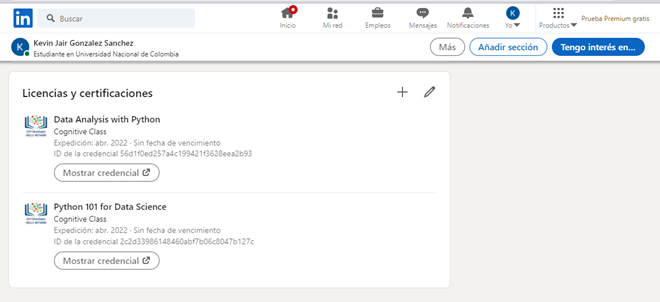 in
Buscar
Inicio
Mi red
Empleos
Mensajes
Notificaciones
K
Yo
Productos
Prueba Premium gratis
K
Kevin Jair Gonzalez Sanchez
Estudiante en Universidad Nacional de Colombia
Más
Añadir sección
Tengo interés en...
Licencias y certificaciones
Data Analysis with Python
Cognitive Class
Expedición: abr. 2022 · Sin fecha de vencimiento
ID de la credencial 56d1f0ed257a4c199421f3628eea2b93
Mostrar credencial
Python 101 for Data Science
Cognitive Class
Expedición: abr. 2022 · Sin fecha de vencimiento
ID de la credencial 2c2d33986148460abf7b06c8047b127c
Mostrar credencial